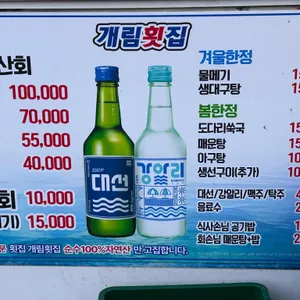 개림횟집
산회
100,000
70,000
55,000
40,000
회 10,000
15,000
대선
강알리
겨울한정
물메기
생대구탕
봄한정
도다리쑥국
매운탕
아구탕
생선구이(추가)
대선/강알리/맥주/탁주
음료수
식사손님 공기밥
회손님 매운탕+밥
횟집 개림횟집 순수100%자연산 만 고집합니다.